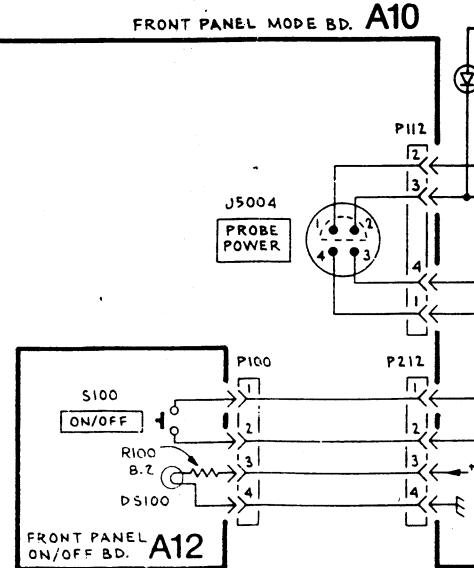 FRONT PANEL MODE BD. A10
P112
2
3
J5004
PROBE
POWER
1 2
4 3
4
1
P100 P212
S100
ON/OFF
1 1
2 2
R100
8.2
3 3
DS100
4 4
FRONT PANEL
ON/OFF BD. A12